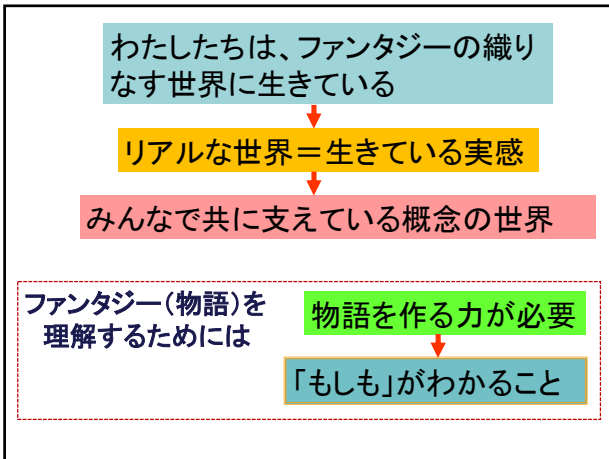 わたしたちは、ファンタジーの織り
なす世界に生きている
リアルな世界＝生きている実感
みんなで共に支えている概念の世界
ファンタジー（物語）を
理解するためには
物語を作る力が必要
「もしも」がわかること